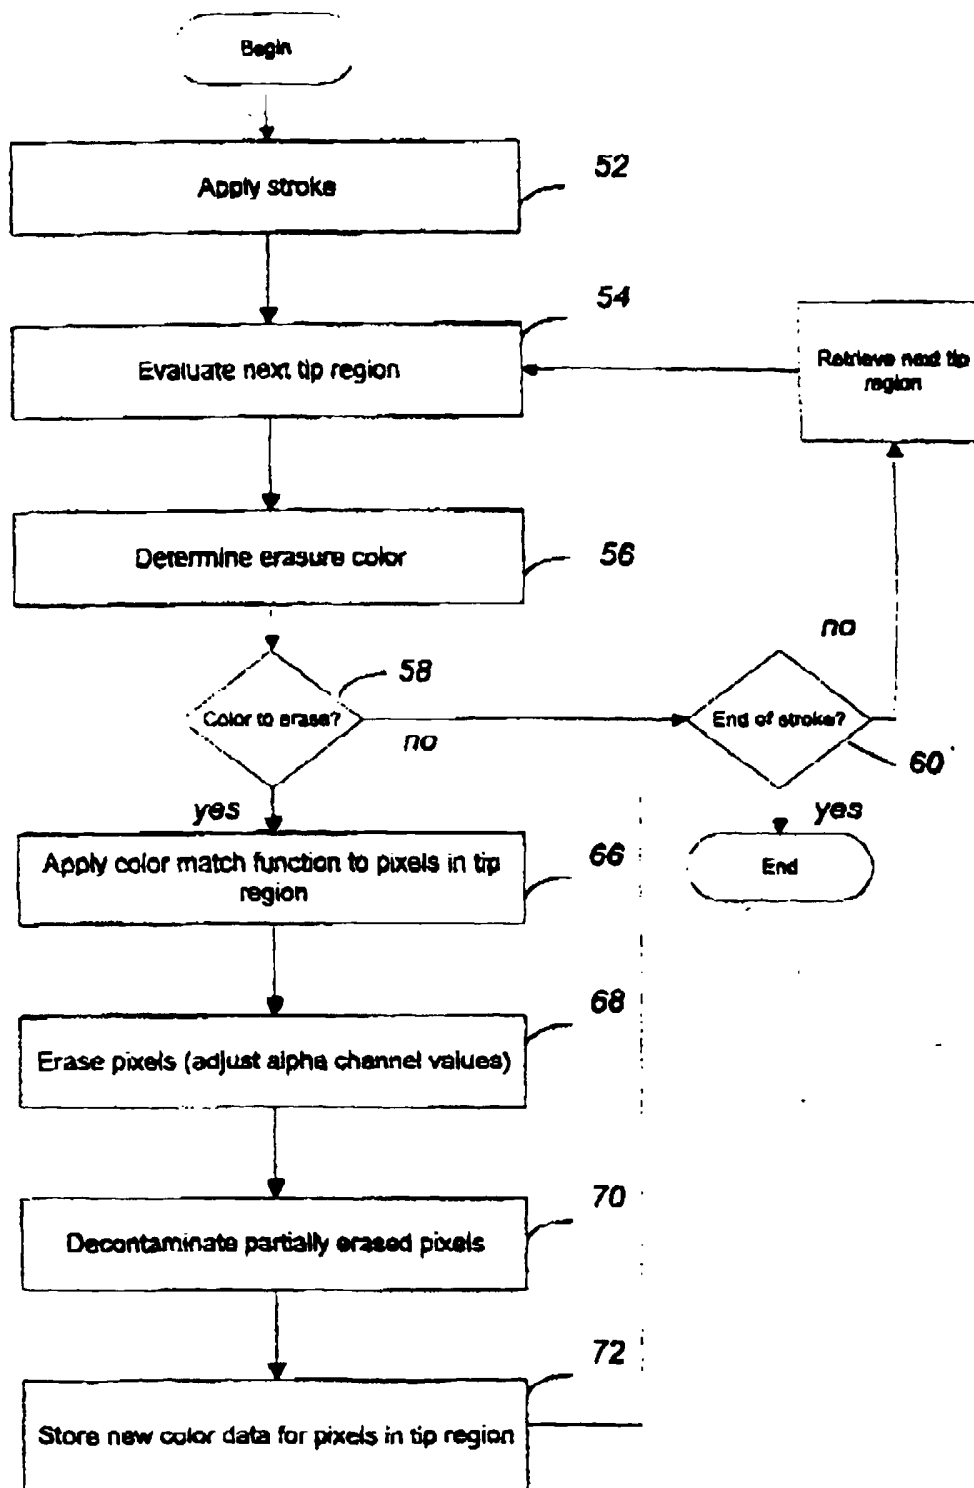 Begin
Apply stroke
52
Evaluate next tip region
54
Retrieve next tip
region
Determine erasure color
56
Color to erase?
58
no
End of stroke?
no
60
yes
yes
End
Apply color match function to pixels in tip
region
66
Erase pixels (adjust alpha channel values)
68
Decontaminate partially erased pixels
70
Store new color data for pixels in tip region
72